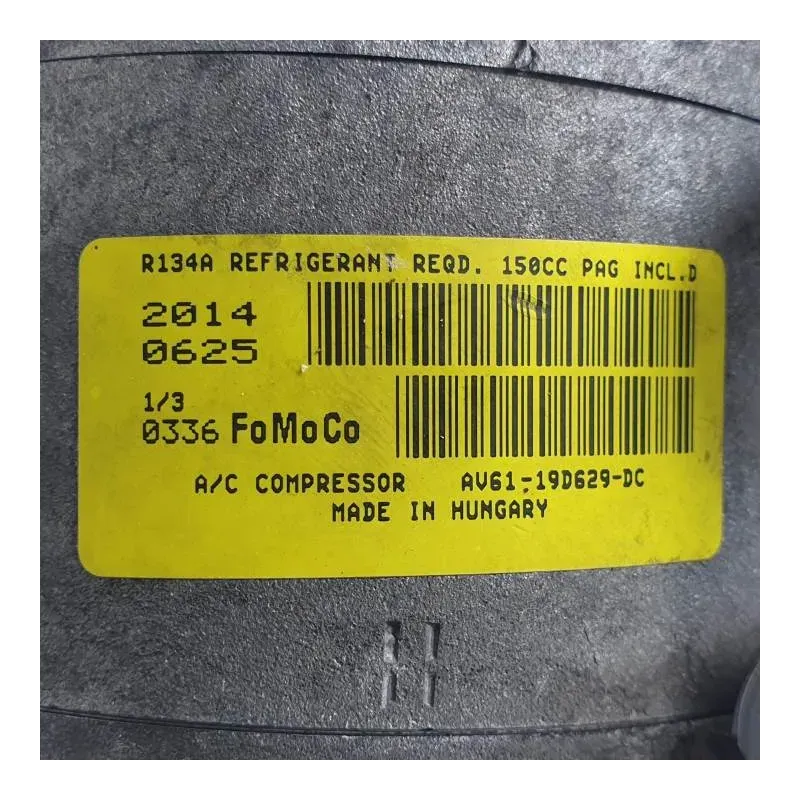 R134A REFRIGERANT REQD. 150CC PAG INCL.D
2014
0625
1/3
0336 FoMoCo
A/C COMPRESSOR AV61-19D629-DC
MADE IN HUNGARY